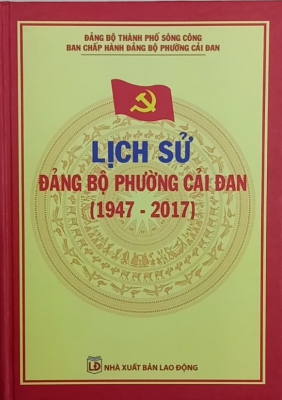 ĐẢNG BỘ THÀNH PHỐ SÔNG CÔNG
BAN CHẤP HÀNH ĐẢNG BỘ PHƯỜNG CẢI ĐAN
LỊCH SỬ
ĐẢNG BỘ PHƯỜNG CẢI ĐAN
(1947 - 2017)
LĐ NHÀ XUẤT BẢN LAO ĐỘNG